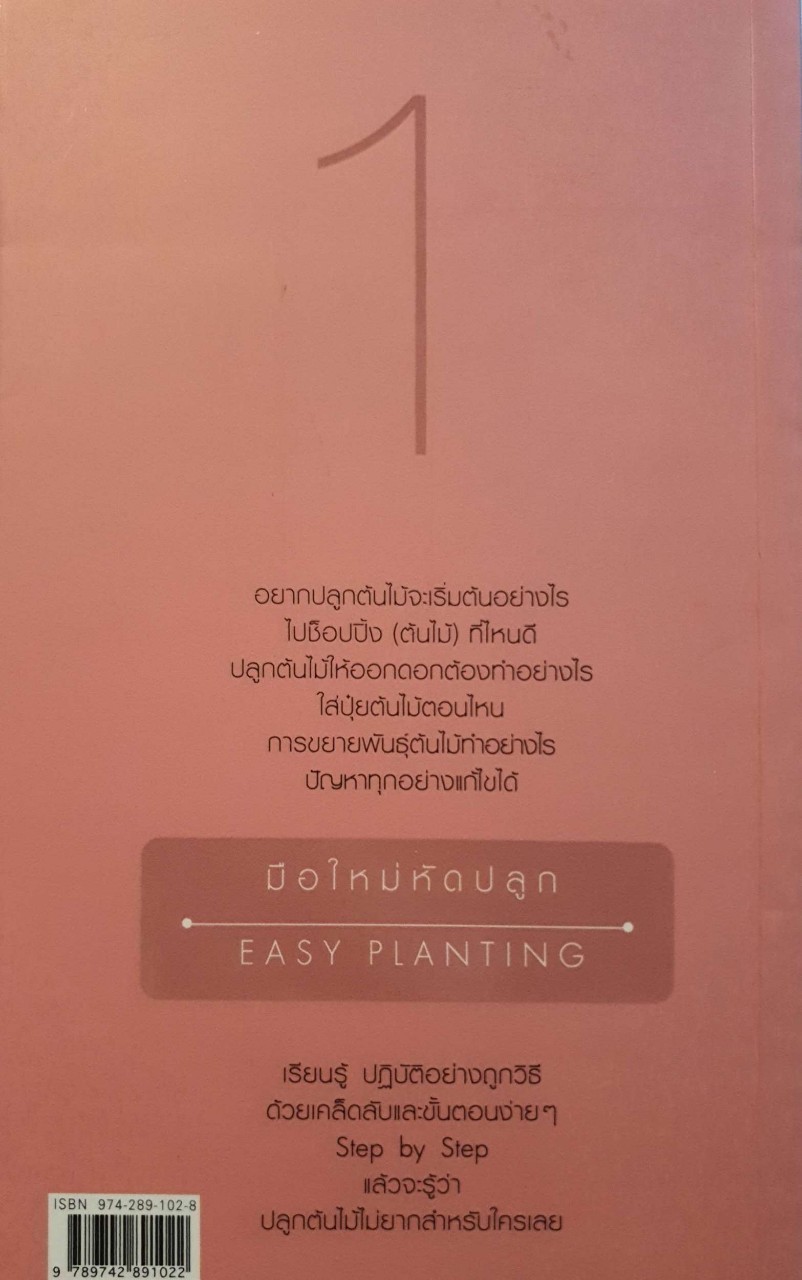 1
อยากปลูกต้นไม้จะเริ่มต้นอย่างไร
ไปช็อปปิ้ง (ต้นไม้) ที่ไหนดี
ปลูกต้นไม้ให้ออกดอกต้องทำอย่างไร
ใส่ปุ๋ยต้นไม้ตอนไหน
การขยายพันธุ์ต้นไม้ทำอย่างไร
ปัญหาทุกอย่างแก้ไขได้
มือใหม่หัดปลูก
EASY PLANTING
เรียนรู้ ปฏิบัติอย่างถูกวิธี
ด้วยเคล็ดลับและขั้นตอนง่ายๆ
Step by Step
แล้วจะรู้ว่า
ปลูกต้นไม้ไม่ยากสำหรับใครเลย
ISBN 974-289-102-8
9 789742 891022